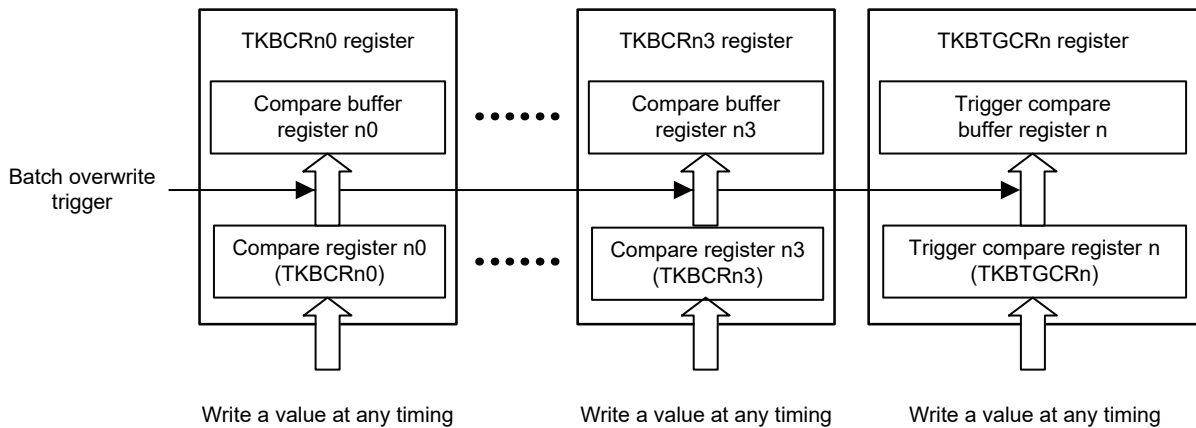 TKBCRn0 register
TKBCRn3 register
TKBTGCRn register
Compare buffer
register n0
Compare buffer
register n3
Trigger compare
buffer register n
Batch overwrite
trigger
Compare register n0
(TKBCRn0)
Compare register n3
(TKBCRn3)
Trigger compare register n
(TKBTGCRn)
Write a value at any timing
Write a value at any timing
Write a value at any timing